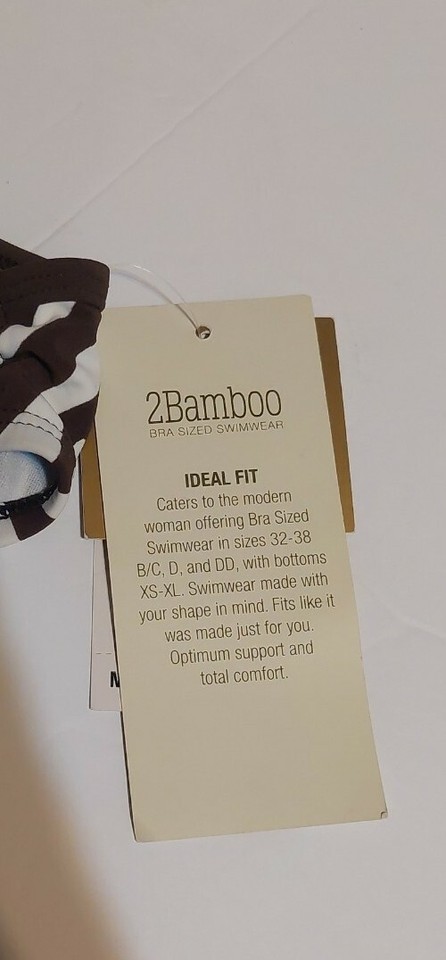 2Bamboo
BRA SIZED SWIMWEAR
IDEAL FIT
Caters to the modern
woman offering Bra Sized
Swimwear in sizes 32-38
B/C, D, and DD, with bottoms
XS-XL. Swimwear made with
your shape in mind. Fits like it
was made just for you.
Optimum support and
total comfort.